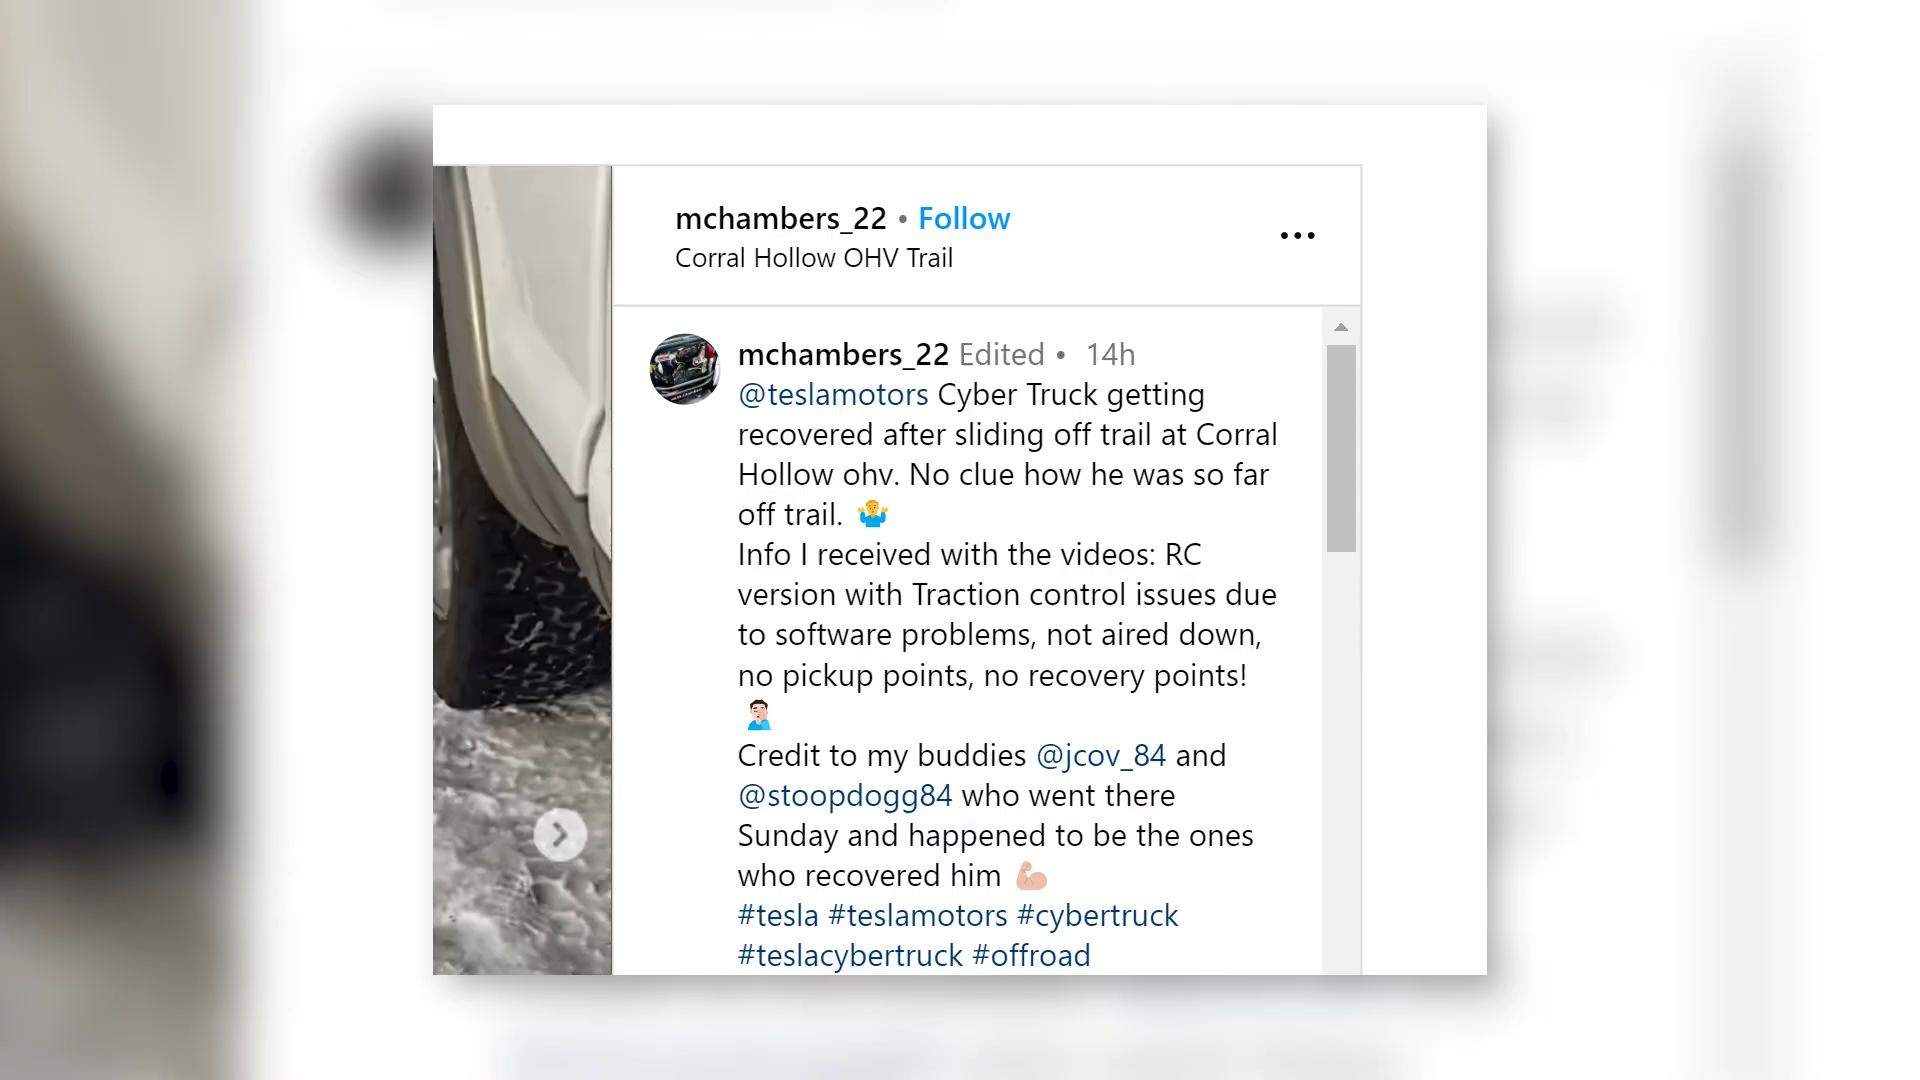 mchambers_22 • Follow
Corral Hollow OHV Trail
mchambers_22 Edited • 14h
@teslamotors Cyber Truck getting
recovered after sliding off trail at Corral
Hollow ohv. No clue how he was so far
off trail. 🤷‍♂️
Info I received with the videos: RC
version with Traction control issues due
to software problems, not aired down,
no pickup points, no recovery points!
🤦🏻‍♂️
Credit to my buddies @jcov_84 and
@stoopdogg84 who went there
Sunday and happened to be the ones
who recovered him 💪🏼
#tesla #teslamotors #cybertruck
#teslacybertruck #offroad